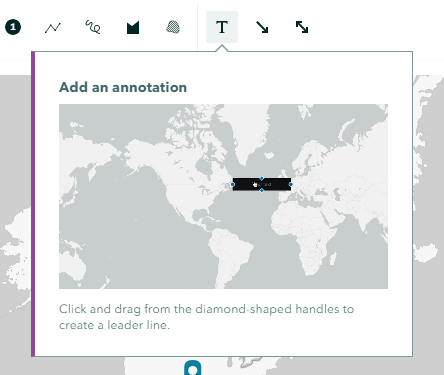 1
T
Add an annotation
Click and drag from the diamond-shaped handles to
create a leader line.